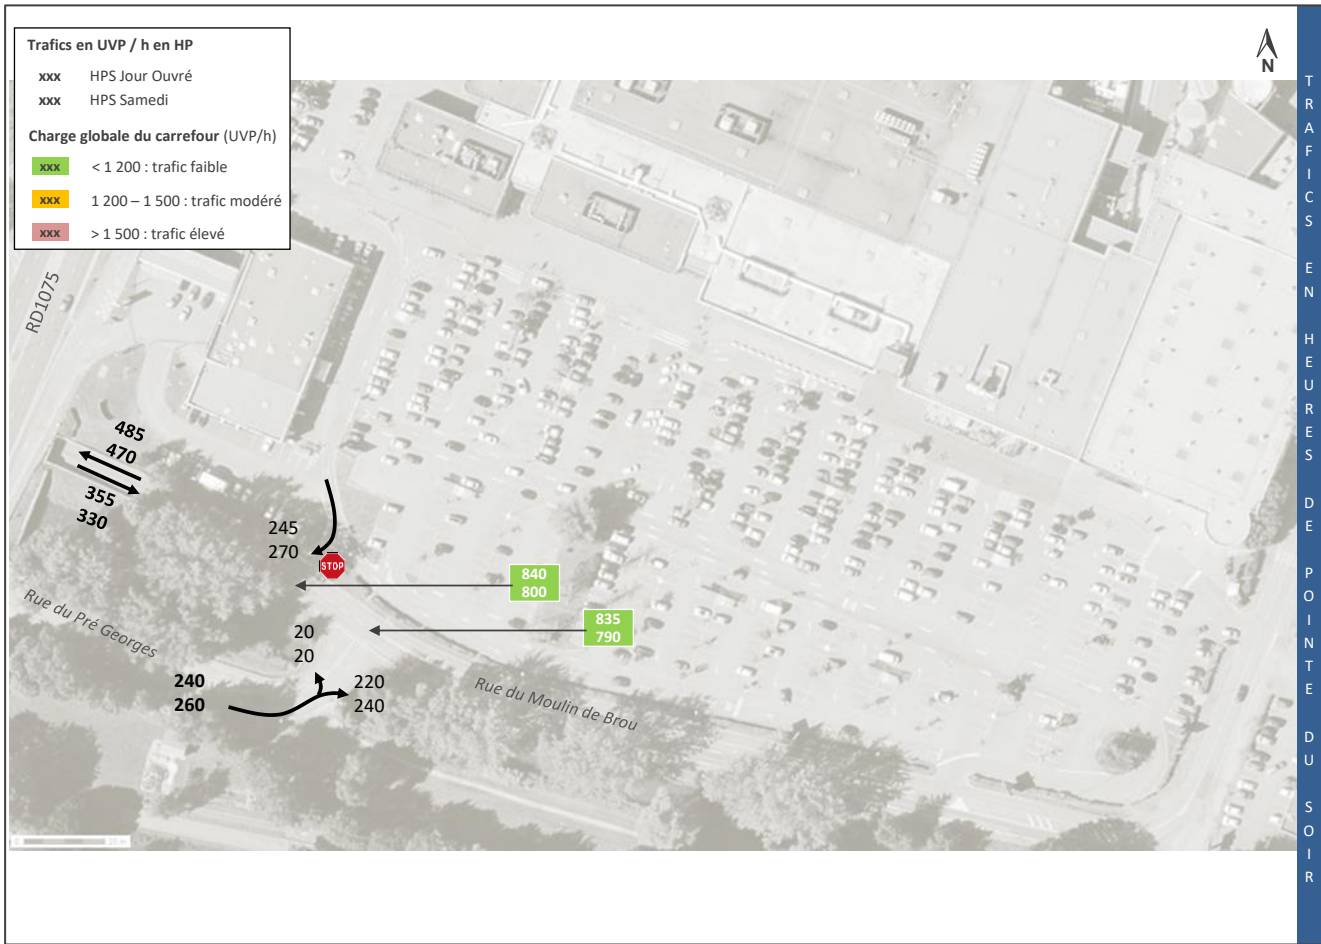 Trafics en UVP / h en HP
xxx HPS Jour Ouvré
xxx HPS Samedi
Charge globale du carrefour (UVP/h)
xxx < 1 200 : trafic faible
xxx 1 200 – 1 500 : trafic modéré
xxx > 1 500 : trafic élevé
N
RD1075
485
470
355
330
245
270
STOP
840
800
835
790
20
20
Rue du Pré Georges
240
260
220
240
Rue du Moulin de Brou
TRAFICS EN HEURES DE POINTE DU SOIR